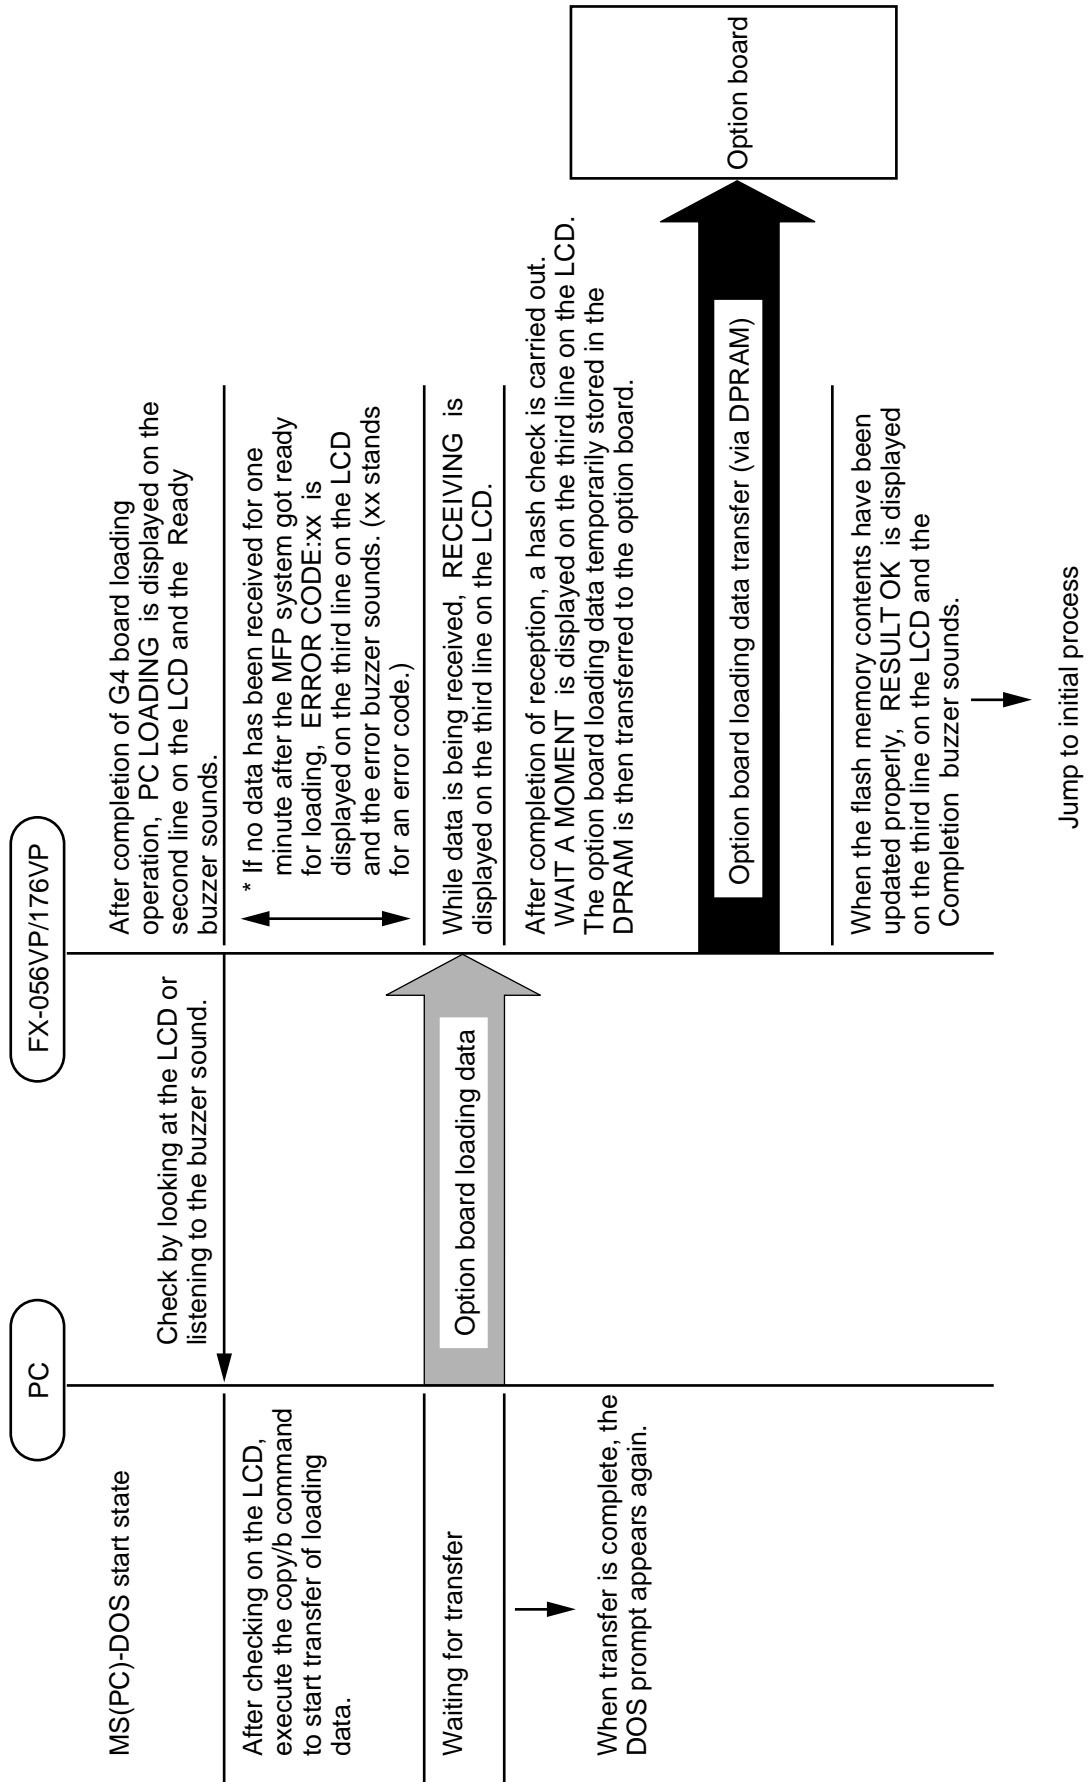 PC
FX-056VP/176VP
MS(PC)-DOS start state
Check by looking at the LCD or
listening to the buzzer sound.
After completion of G4 board loading
operation, PC LOADING is displayed on the
second line on the LCD and the Ready
buzzer sounds.
After checking on the LCD,
execute the copy/b command
to start transfer of loading
data.
* If no data has been received for one
minute after the MFP system got ready
for loading, ERROR CODE:xx is
displayed on the third line on the LCD
and the error buzzer sounds. (xx stands
for an error code.)
Waiting for transfer
Option board loading data
While data is being received, RECEIVING is
displayed on the third line on the LCD.
When transfer is complete, the
DOS prompt appears again.
After completion of reception, a hash check is carried out.
WAIT A MOMENT is displayed on the third line on the LCD.
The option board loading data temporarily stored in the
DPRAM is then transferred to the option board.
Option board loading data transfer (via DPRAM)
Option board
When the flash memory contents have been
updated properly, RESULT OK is displayed
on the third line on the LCD and the
Completion buzzer sounds.
Jump to initial process